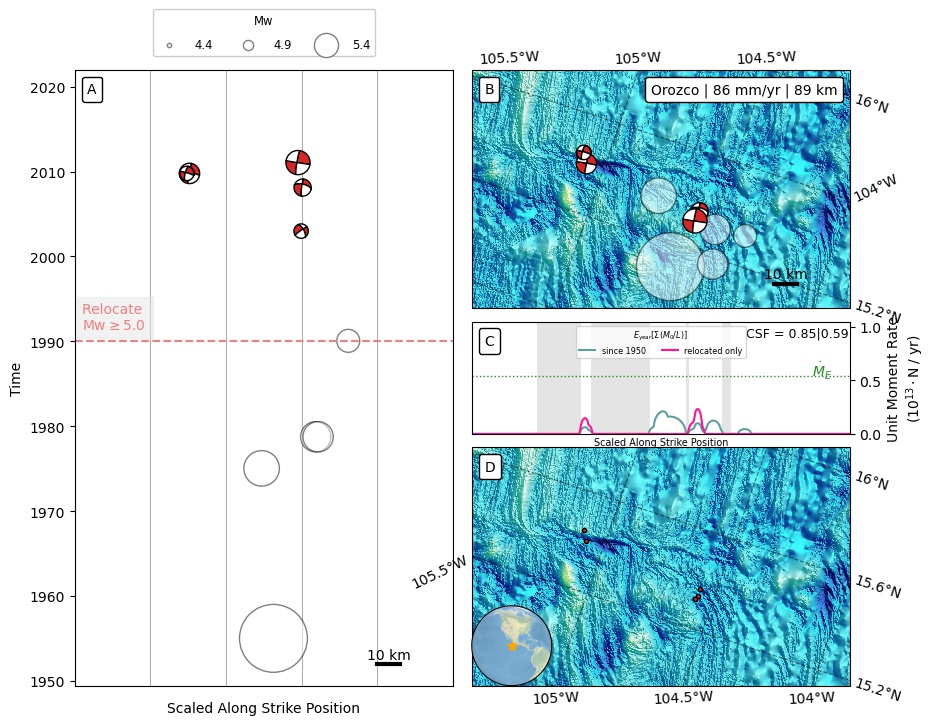 Mw
4.4 4.9 5.4
A
2020
2010
2000
Relocate
Mw ≥ 5.0
1990
1980
1970
1960
1950
Time
10 km
Scaled Along Strike Position
105.5°W 105°W 104.5°W
B
Orozco | 86 mm/yr | 89 km
16°N
104°W
10 km
15.2°N
C
E_year[Σ(M₀/L)]
since 1950 relocated only
CSF = 0.85|0.59
Ṁ_E
1.0
0.5
0.0
Unit Moment Rate
(10¹³ · N / yr)
Scaled Along Strike Position
D
16°N
105.5°W
15.6°N
15.2°N
105°W 104.5°W 104°W